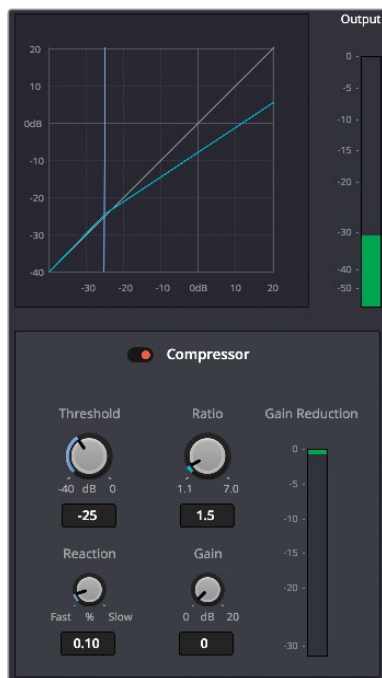 Output
20
10
0dB
-10
-20
-30
-40
-30 -20 -10 0dB 10 20
0
-5
-10
-15
-20
-30
-40
-50
Compressor
Threshold Ratio Gain Reduction
-40 dB 0
1.1 7.0
-25 1.5
Reaction Gain
Fast % Slow
0 dB 20
0.10 0
0
-5
-10
-15
-20
-30